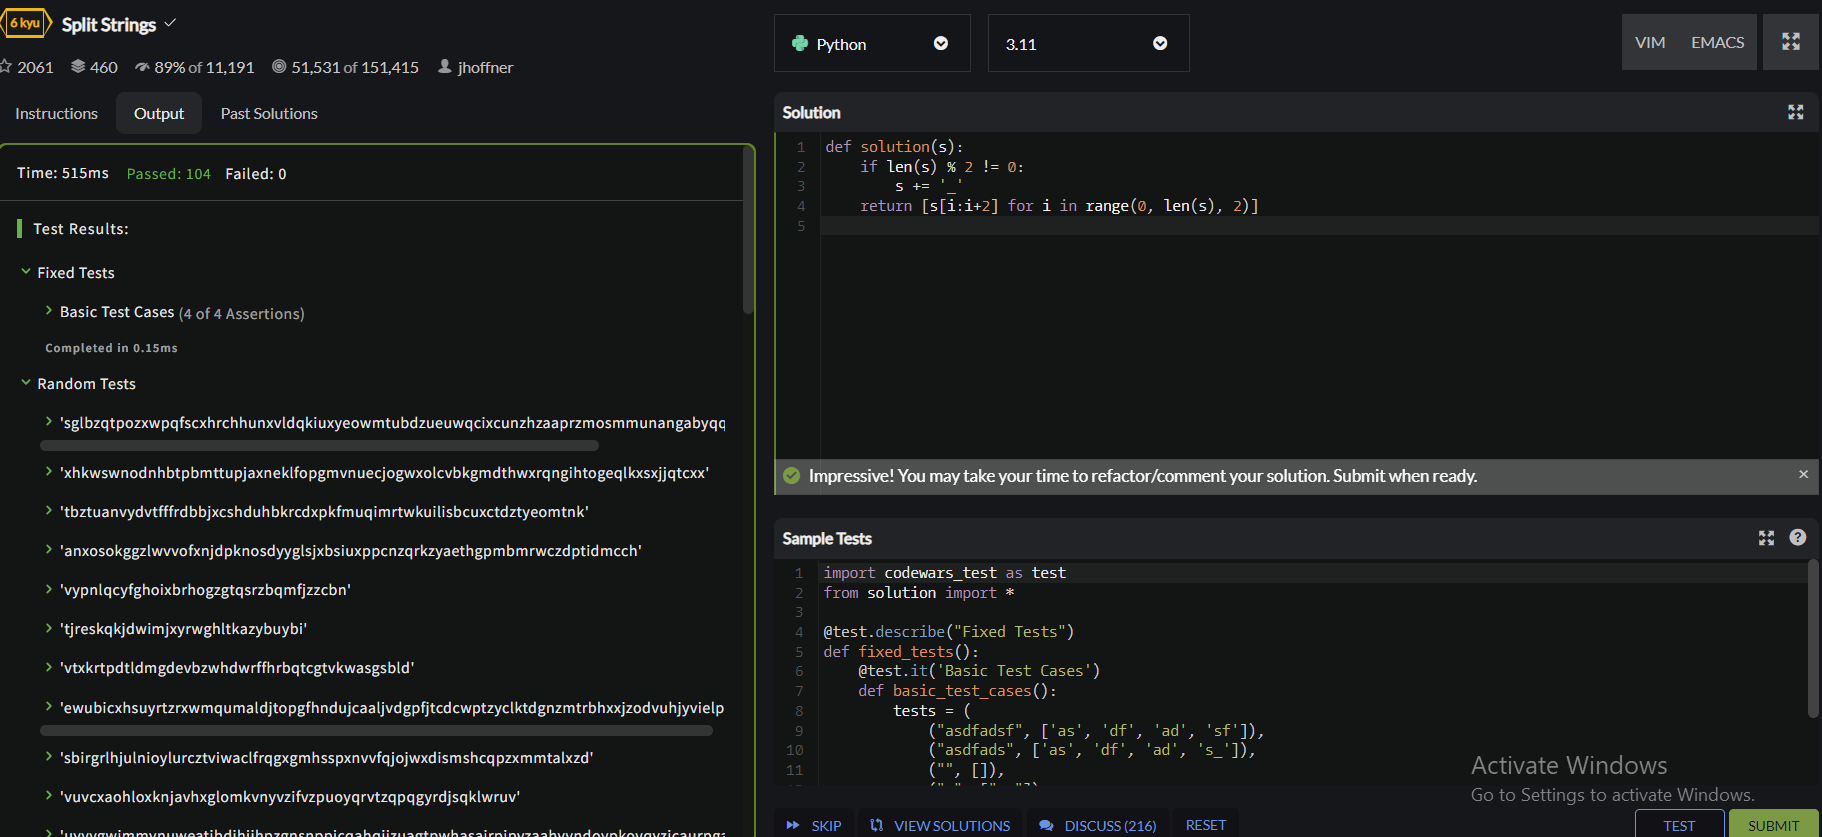 6 kyu Split Strings
2061 460 89% of 11,191 51,531 of 151,415 jhoffner
Instructions Output Past Solutions
Time: 515ms Passed: 104 Failed: 0
Test Results:
Fixed Tests
Basic Test Cases (4 of 4 Assertions)
Completed in 0.15ms
Random Tests
'sglbzqtpozxwpqfscxhrchhunxvldqkiuxyeowmtubdzueuwqcixcunzhzaaprzmosmmunangabyqq
'xhkwswnodnhbtpbmttupjaxneklfopgmvnuecjogwxolcvbkgmdthwxrqngihtogeqlkxsxjjqtcxx'
'tbztuanvydvtfffrdbbjxcshduhbkrcdxpkfmuqimrtwkuilisbcuxctdztyeomtnk'
'anxosokggzlwvvofxnjdpknosdyyglsjxbsiuxppcnzqrkzyaethgpmbmrwczdptidmcch'
'vypnlqcyfghoixbrhogzgtqsrzbqmfjzzcbn'
'tjreskqkjdwimjxyrwghltkazybuybi'
'vtxkrtpdtldmgdevbzwhdwrffhrbqtcgtvkwasgsbld'
'ewubicxhsuyrtzrxwmqumaldjtopgfhndujcaaljvdgpfjtcdcwptzyclktdgnzmtrbhxxjzodvuhjyvielp
'sbirgrlhjulnioylurcztviwaclfrqgxgmhsspxnvvfqjojwxdismshcqpzxmmtalxzd'
'vuvcxaohloxknjavhxglomkvnyvzifvzpuoyqrvtzqpqgyrdjsqklwruv'
Python 3.11 VIM EMACS
Solution
1 def solution(s):
2 if len(s) % 2 != 0:
3 s += '_'
4 return [s[i:i+2] for i in range(0, len(s), 2)]
5
Impressive! You may take your time to refactor/comment your solution. Submit when ready. ×
Sample Tests ?
1 import codewars_test as test
2 from solution import *
3
4 @test.describe("Fixed Tests")
5 def fixed_tests():
6 @test.it('Basic Test Cases')
7 def basic_test_cases():
8 tests = (
9 ("asdfadsf", ['as', 'df', 'ad', 'sf']),
10 ("asdfads", ['as', 'df', 'ad', 's_']),
11 ("", []),
Activate Windows
Go to Settings to activate Windows.
SKIP VIEW SOLUTIONS DISCUSS (216) RESET TEST SUBMIT